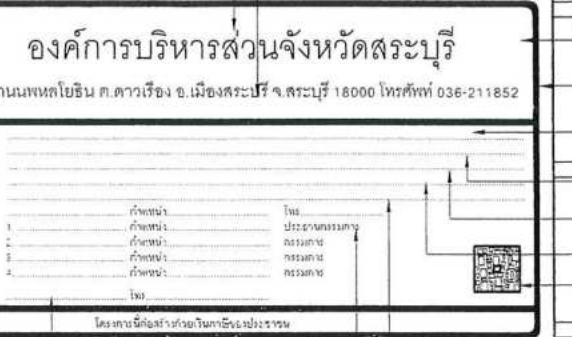 องค์การบริหารส่วนจังหวัดสระบุรี
ถนนพหลโยธิน ต.ดาวเรือง อ.เมืองสระบุรี จ.สระบุรี 18000 โทรศัพท์ 036-211852
ตำแหน่ง โทร
1 ตำแหน่ง ประธานกรรมการ
2 ตำแหน่ง กรรมการ
3 ตำแหน่ง กรรมการ
4 ตำแหน่ง กรรมการ
โทร
โครงการนี้ก่อสร้างด้วยเงินภาษีของประชาชน